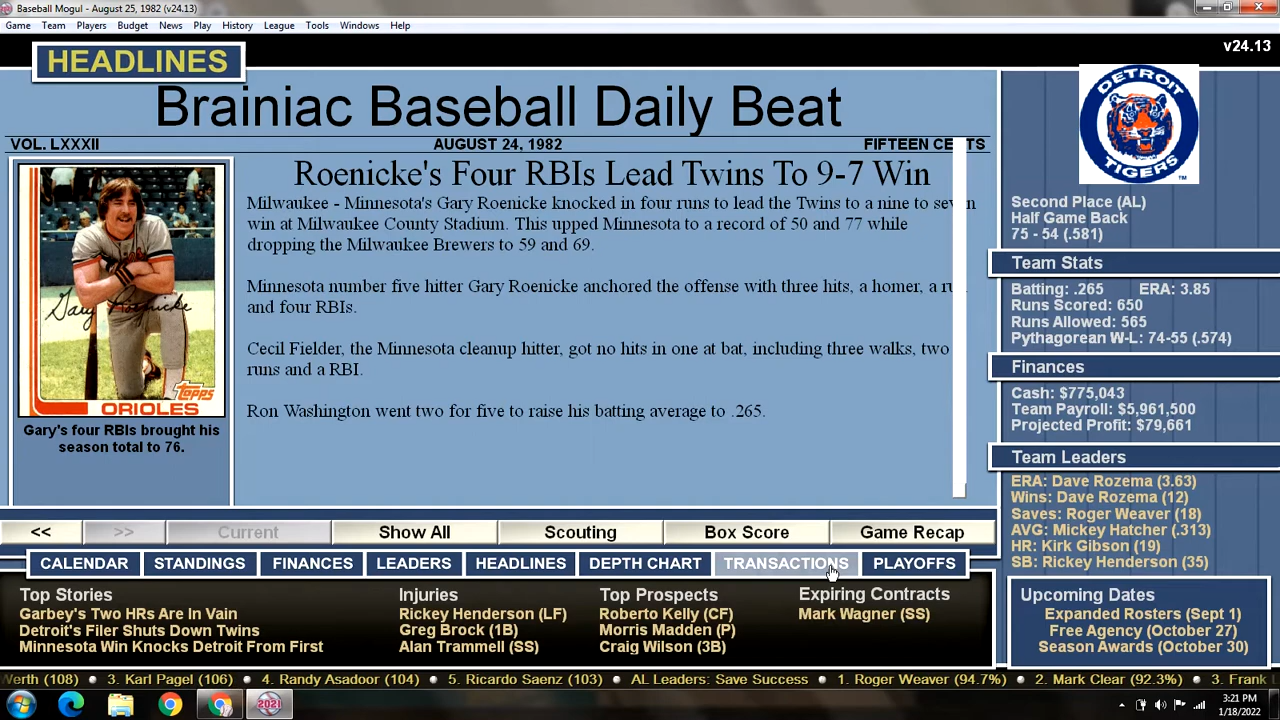 Baseball Mogul - August 25, 1982 (v24.13)
Game Team Players Budget News Play History League Tools Windows Help
HEADLINES
v24.13
Brainiac Baseball Daily Beat
VOL. LXXXII AUGUST 24, 1982 FIFTEEN CENTS
Roenicke's Four RBIs Lead Twins To 9-7 Win
Milwaukee - Minnesota's Gary Roenicke knocked in four runs to lead the Twins to a nine to seven
win at Milwaukee County Stadium. This upped Minnesota to a record of 50 and 77 while
dropping the Milwaukee Brewers to 59 and 69.
Minnesota number five hitter Gary Roenicke anchored the offense with three hits, a homer, a run
and four RBIs.
Cecil Fielder, the Minnesota cleanup hitter, got no hits in one at bat, including three walks, two
runs and a RBI.
Ron Washington went two for five to raise his batting average to .265.
Gary Roenicke
Topps
ORIOLES
Gary's four RBIs brought his
season total to 76.
DETROIT
TIGERS
Second Place (AL)
Half Game Back
75 - 54 (.581)
Team Stats
Batting: .265 ERA: 3.85
Runs Scored: 650
Runs Allowed: 565
Pythagorean W-L: 74-55 (.574)
Finances
Cash: $775,043
Team Payroll: $5,961,500
Projected Profit: $79,661
Team Leaders
ERA: Dave Rozema (3.63)
Wins: Dave Rozema (12)
Saves: Roger Weaver (18)
AVG: Mickey Hatcher (.313)
HR: Kirk Gibson (19)
SB: Rickey Henderson (35)
<< >> Current Show All Scouting Box Score Game Recap
CALENDAR STANDINGS FINANCES LEADERS HEADLINES DEPTH CHART TRANSACTIONS PLAYOFFS
Top Stories
Garbey's Two HRs Are In Vain
Detroit's Filer Shuts Down Twins
Minnesota Win Knocks Detroit From First
Injuries
Rickey Henderson (LF)
Greg Brock (1B)
Alan Trammell (SS)
Top Prospects
Roberto Kelly (CF)
Morris Madden (P)
Craig Wilson (3B)
Expiring Contracts
Mark Wagner (SS)
Upcoming Dates
Expanded Rosters (Sept 1)
Free Agency (October 27)
Season Awards (October 30)
Werth (108) • 3. Karl Pagel (106) • 4. Randy Asadoor (104) • 5. Ricardo Saenz (103) • AL Leaders: Save Success • 1. Roger Weaver (94.7%) • 2. Mark Clear (92.3%) • 3. Frank
2021
3:21 PM
1/18/2022